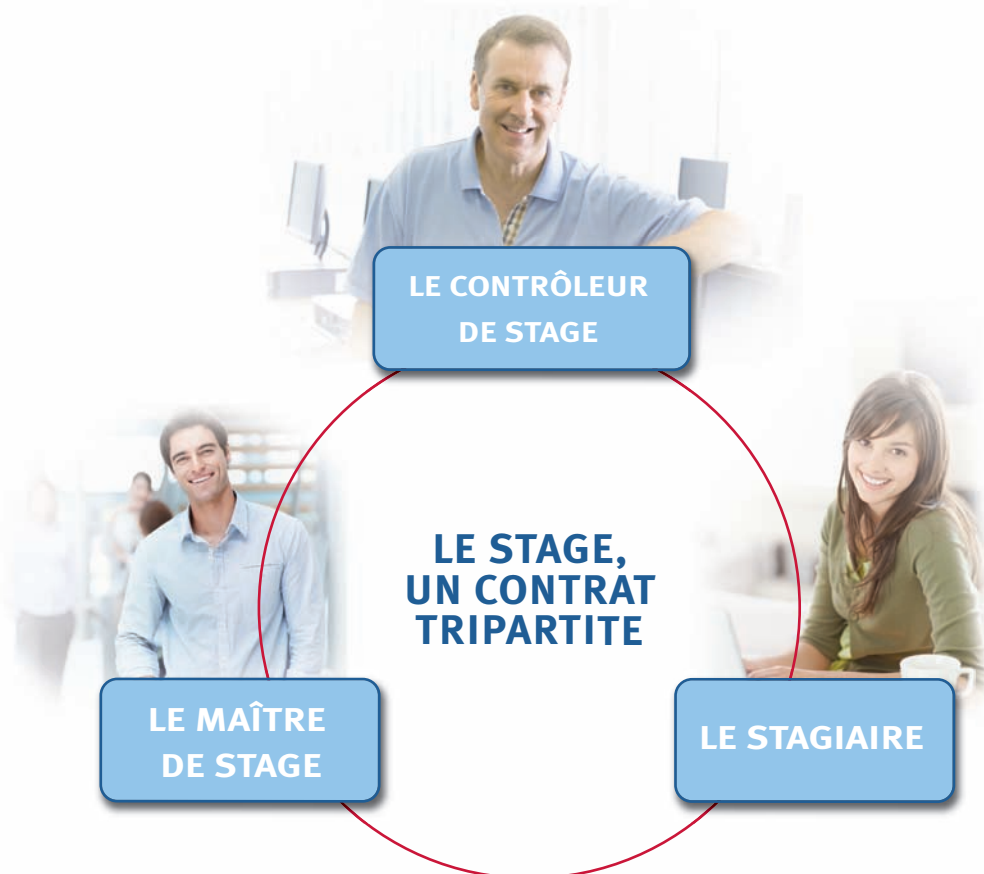 LE CONTRÔLEUR
DE STAGE
LE STAGE,
UN CONTRAT
TRIPARTITE
LE MAÎTRE
DE STAGE
LE STAGIAIRE